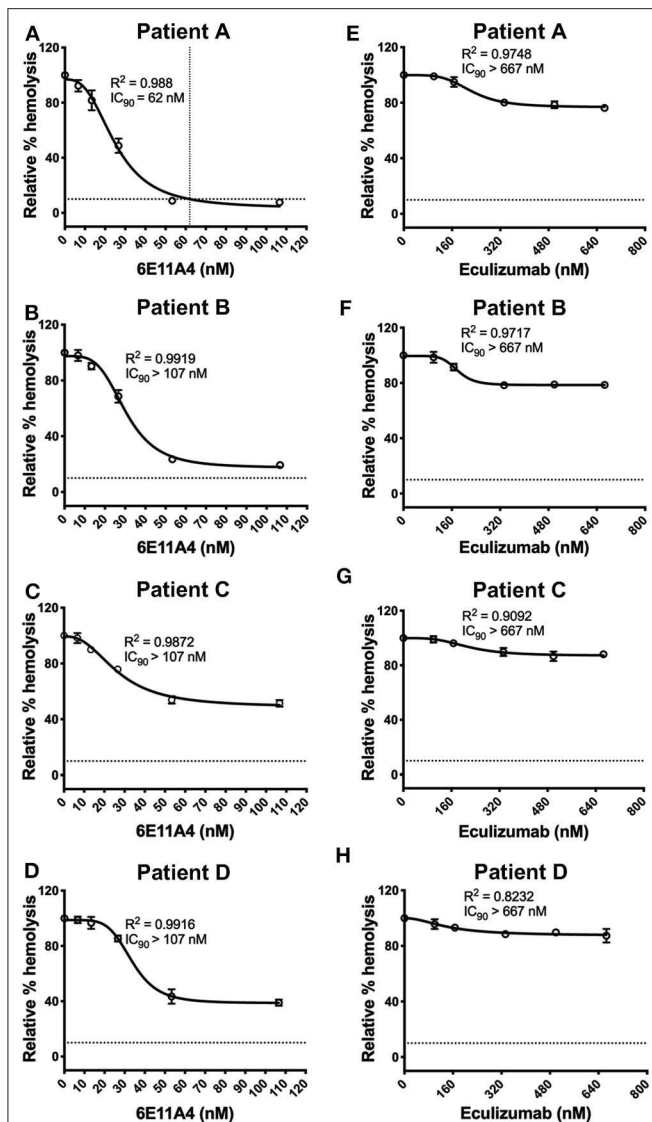 A
Patient A
Relative % hemolysis
120
80
40
0
R² = 0.988
IC₉₀ = 62 nM
0 10 20 30 40 50 60 70 80 90 100 110 120
6E11A4 (nM)
E
Patient A
Relative % hemolysis
120
80
40
0
R² = 0.9748
IC₉₀ > 667 nM
0 160 320 480 640 800
Eculizumab (nM)
B
Patient B
Relative % hemolysis
120
80
40
0
R² = 0.9919
IC₉₀ > 107 nM
0 10 20 30 40 50 60 70 80 90 100 110 120
6E11A4 (nM)
F
Patient B
Relative % hemolysis
120
80
40
0
R² = 0.9717
IC₉₀ > 667 nM
0 160 320 480 640 800
Eculizumab (nM)
C
Patient C
Relative % hemolysis
120
80
40
0
R² = 0.9872
IC₉₀ > 107 nM
0 10 20 30 40 50 60 70 80 90 100 110 120
6E11A4 (nM)
G
Patient C
Relative % hemolysis
120
80
40
0
R² = 0.9092
IC₉₀ > 667 nM
0 160 320 480 640 800
Eculizumab (nM)
D
Patient D
Relative % hemolysis
120
80
40
0
R² = 0.9916
IC₉₀ > 107 nM
0 10 20 30 40 50 60 70 80 90 100 110 120
6E11A4 (nM)
H
Patient D
Relative % hemolysis
120
80
40
0
R² = 0.8232
IC₉₀ > 667 nM
0 160 320 480 640 800
Eculizumab (nM)